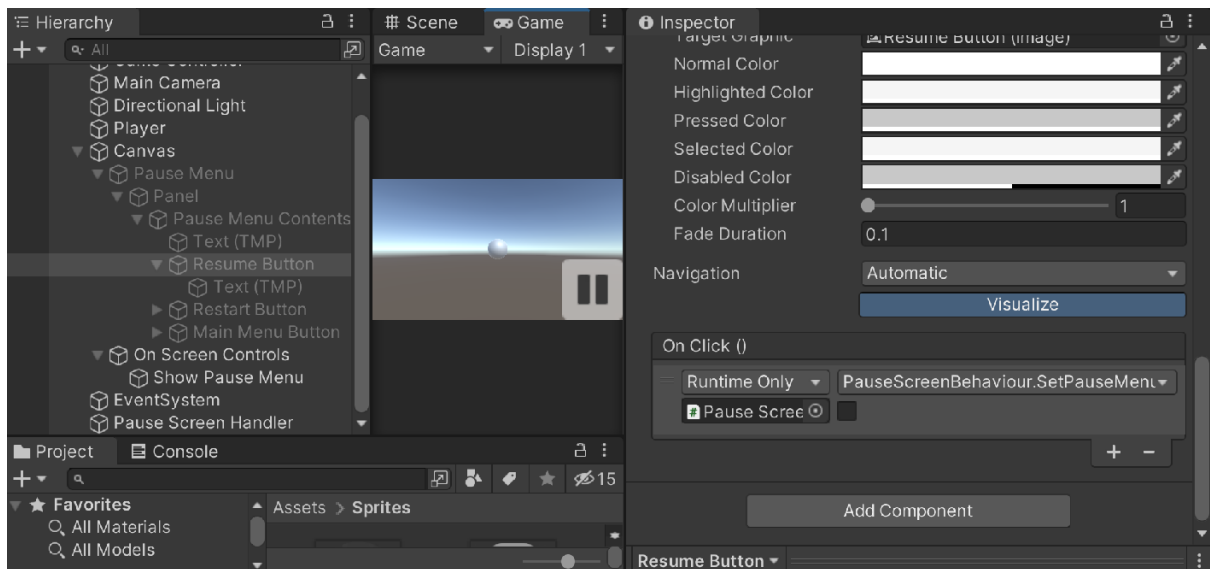 Hierarchy
All
Game Controller
Main Camera
Directional Light
Player
Canvas
Pause Menu
Panel
Pause Menu Contents
Text (TMP)
Resume Button
Text (TMP)
Restart Button
Main Menu Button
On Screen Controls
Show Pause Menu
EventSystem
Pause Screen Handler
Scene
Game
Game
Display 1
Project
Console
15
Favorites
All Materials
All Models
Assets > Sprites
Inspector
Target Graphic
Resume Button (Image)
Normal Color
Highlighted Color
Pressed Color
Selected Color
Disabled Color
Color Multiplier
1
Fade Duration
0.1
Navigation
Automatic
Visualize
On Click ()
Runtime Only
PauseScreenBehaviour.SetPauseMenu
Pause Scree
Add Component
Resume Button